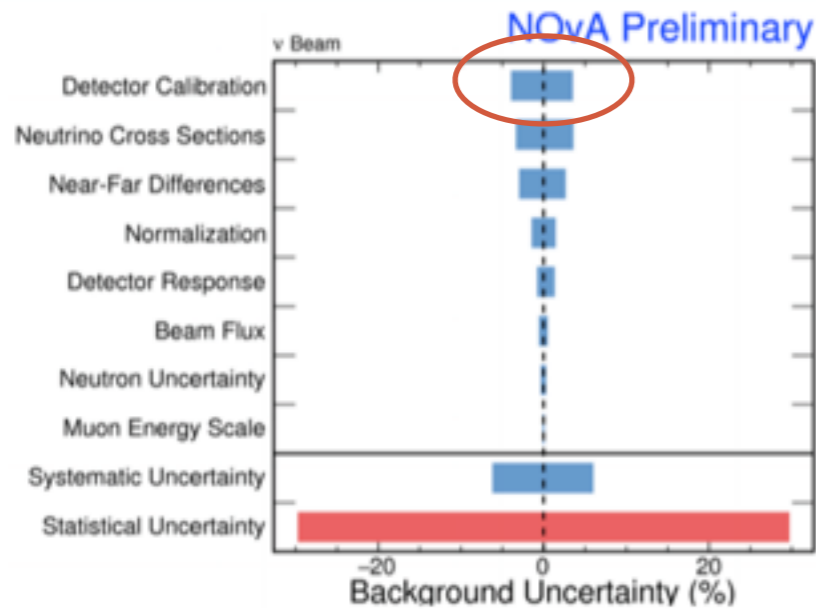 NOνA Preliminary
ν Beam
Detector Calibration
Neutrino Cross Sections
Near-Far Differences
Normalization
Detector Response
Beam Flux
Neutron Uncertainty
Muon Energy Scale
Systematic Uncertainty
Statistical Uncertainty
−20 0 20
Background Uncertainty (%)